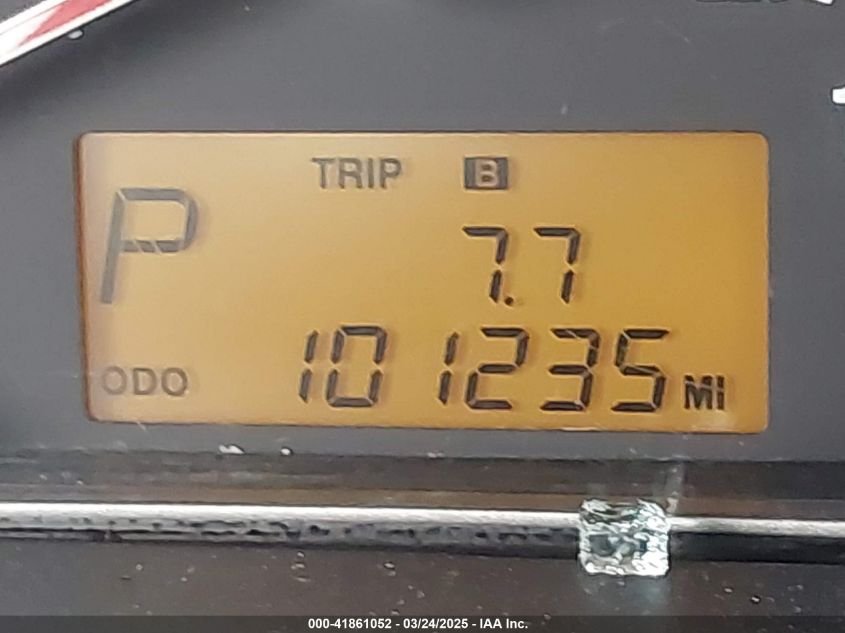 TRIP B
P
7.7
ODO 101235 MI
000-41861052 - 03/24/2025 - IAA Inc.